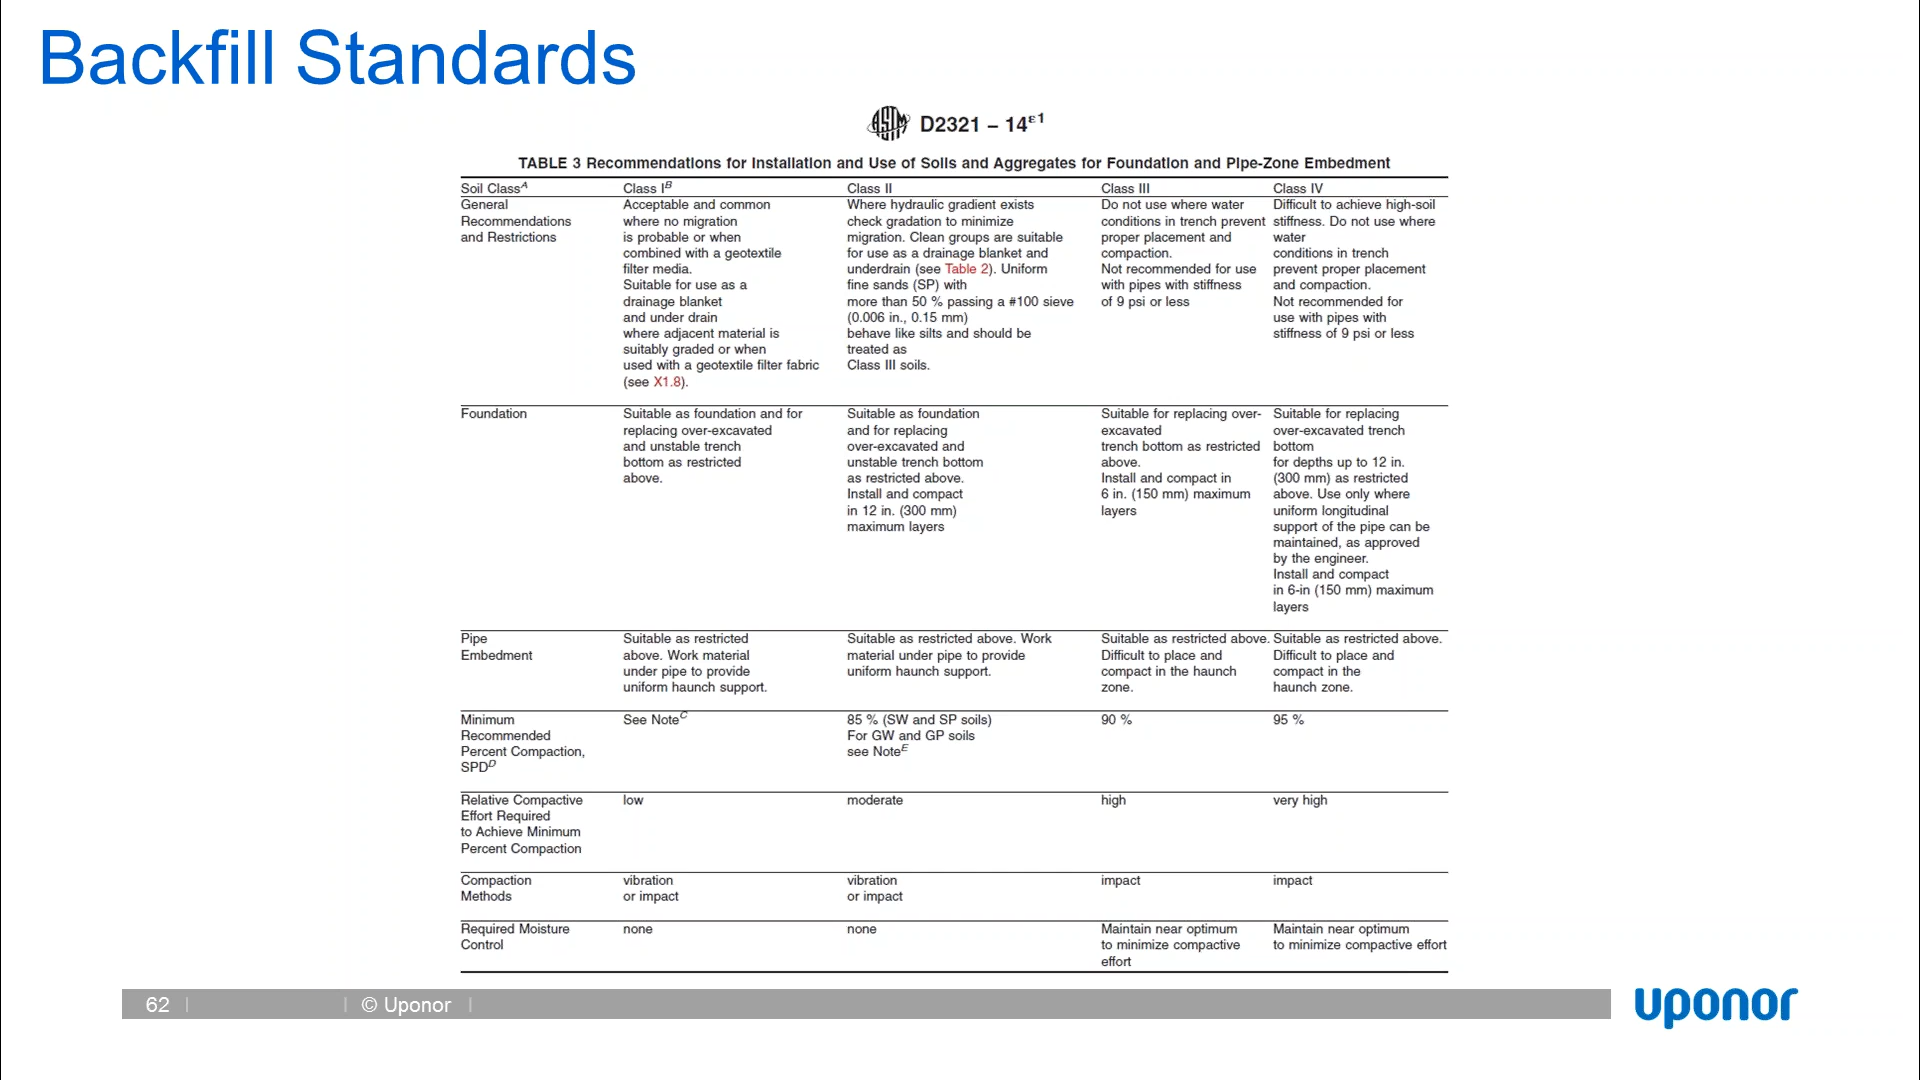 Backfill Standards
ASTM D2321 – 14ε1
TABLE 3 Recommendations for Installation and Use of Soils and Aggregates for Foundation and Pipe-Zone Embedment
Soil ClassA Class IB Class II Class III Class IV
General
Recommendations
and Restrictions
Acceptable and common
where no migration
is probable or when
combined with a geotextile
filter media.
Suitable for use as a
drainage blanket
and under drain
where adjacent material is
suitably graded or when
used with a geotextile filter fabric
(see X1.8).
Where hydraulic gradient exists
check gradation to minimize
migration. Clean groups are suitable
for use as a drainage blanket and
underdrain (see Table 2). Uniform
fine sands (SP) with
more than 50 % passing a #100 sieve
(0.006 in., 0.15 mm)
behave like silts and should be
treated as
Class III soils.
Do not use where water
conditions in trench prevent
proper placement and
compaction.
Not recommended for use
with pipes with stiffness
of 9 psi or less
Difficult to achieve high-soil
stiffness. Do not use where
water
conditions in trench
prevent proper placement
and compaction.
Not recommended for
use with pipes with
stiffness of 9 psi or less
Foundation
Suitable as foundation and for
replacing over-excavated
and unstable trench
bottom as restricted
above.
Suitable as foundation
and for replacing
over-excavated and
unstable trench bottom
as restricted above.
Install and compact
in 12 in. (300 mm)
maximum layers
Suitable for replacing over-
excavated
trench bottom as restricted
above.
Install and compact in
6 in. (150 mm) maximum
layers
Suitable for replacing
over-excavated trench
bottom
for depths up to 12 in.
(300 mm) as restricted
above. Use only where
uniform longitudinal
support of the pipe can be
maintained, as approved
by the engineer.
Install and compact
in 6-in (150 mm) maximum
layers
Pipe
Embedment
Suitable as restricted
above. Work material
under pipe to provide
uniform haunch support.
Suitable as restricted above. Work
material under pipe to provide
uniform haunch support.
Suitable as restricted above.
Difficult to place and
compact in the haunch
zone.
Suitable as restricted above.
Difficult to place and
compact in the
haunch zone.
Minimum
Recommended
Percent Compaction,
SPDD
See NoteC
85 % (SW and SP soils)
For GW and GP soils
see NoteE
90 %
95 %
Relative Compactive
Effort Required
to Achieve Minimum
Percent Compaction
low
moderate
high
very high
Compaction
Methods
vibration
or impact
vibration
or impact
impact
impact
Required Moisture
Control
none
none
Maintain near optimum
to minimize compactive
effort
Maintain near optimum
to minimize compactive effort
62 | | © Uponor |
uponor